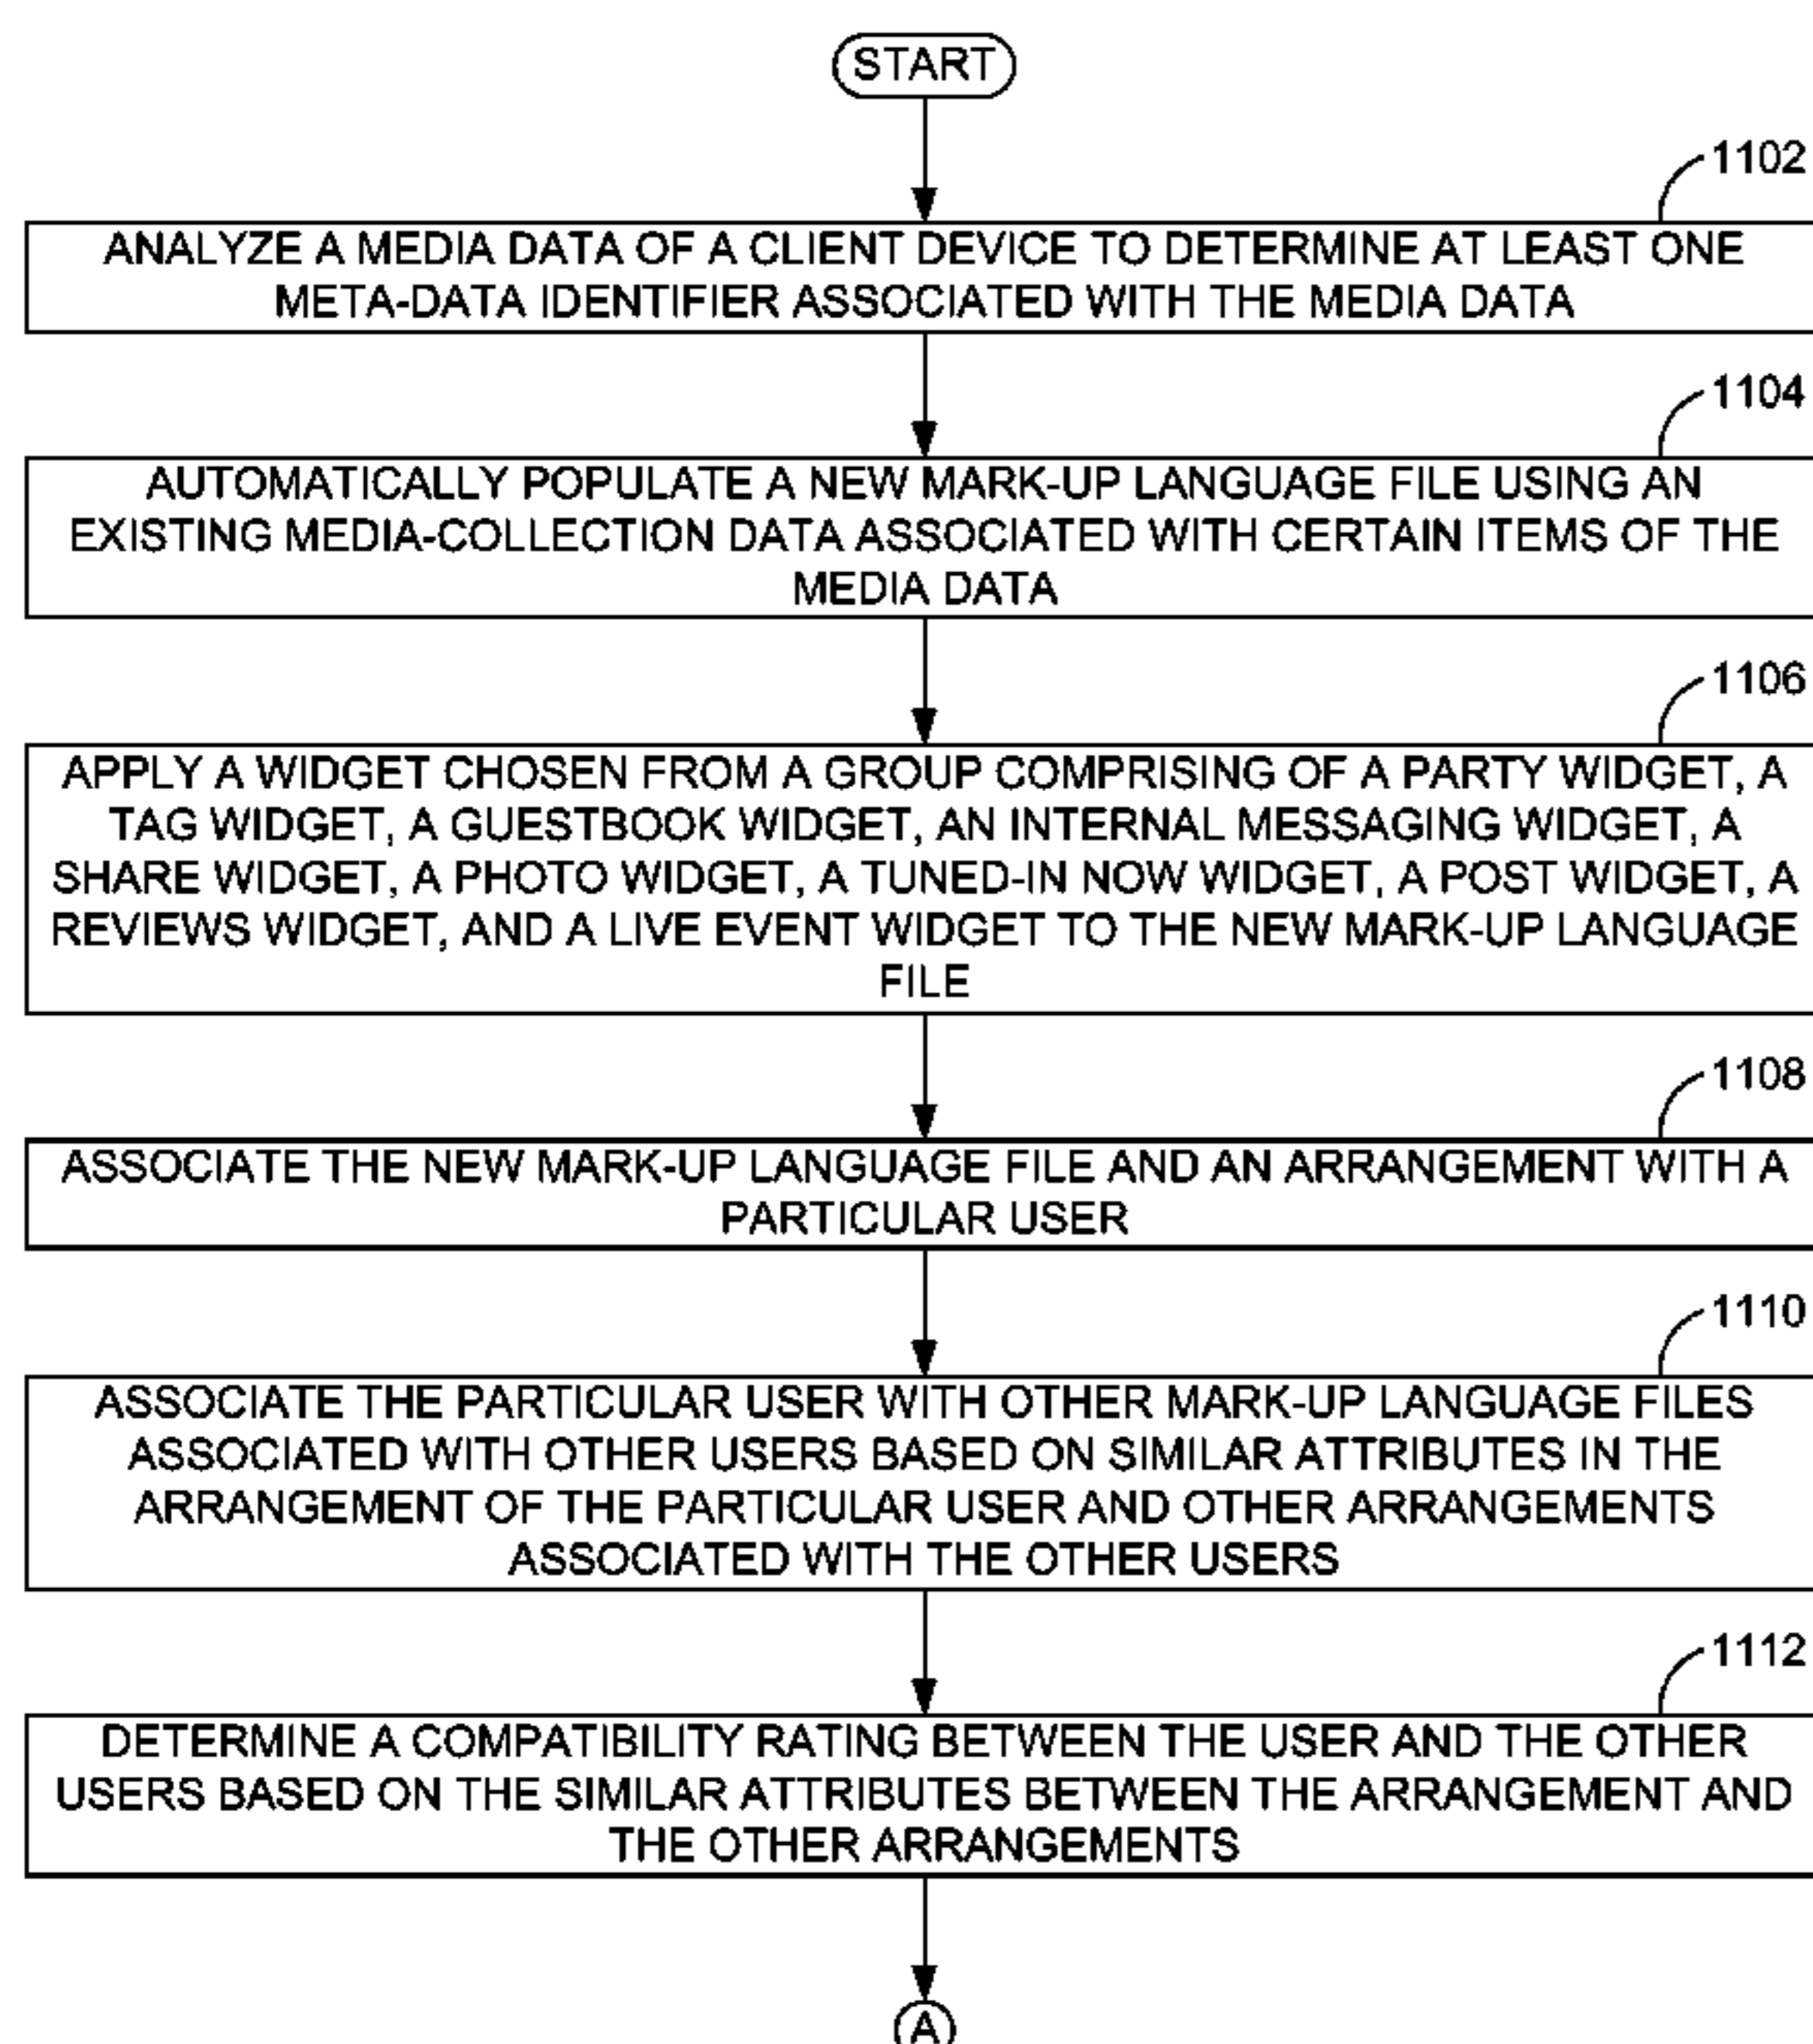 START
1102
ANALYZE A MEDIA DATA OF A CLIENT DEVICE TO DETERMINE AT LEAST ONE
META-DATA IDENTIFIER ASSOCIATED WITH THE MEDIA DATA
1104
AUTOMATICALLY POPULATE A NEW MARK-UP LANGUAGE FILE USING AN
EXISTING MEDIA-COLLECTION DATA ASSOCIATED WITH CERTAIN ITEMS OF THE
MEDIA DATA
1106
APPLY A WIDGET CHOSEN FROM A GROUP COMPRISING OF A PARTY WIDGET, A
TAG WIDGET, A GUESTBOOK WIDGET, AN INTERNAL MESSAGING WIDGET, A
SHARE WIDGET, A PHOTO WIDGET, A TUNED-IN NOW WIDGET, A POST WIDGET, A
REVIEWS WIDGET, AND A LIVE EVENT WIDGET TO THE NEW MARK-UP LANGUAGE
FILE
1108
ASSOCIATE THE NEW MARK-UP LANGUAGE FILE AND AN ARRANGEMENT WITH A
PARTICULAR USER
1110
ASSOCIATE THE PARTICULAR USER WITH OTHER MARK-UP LANGUAGE FILES
ASSOCIATED WITH OTHER USERS BASED ON SIMILAR ATTRIBUTES IN THE
ARRANGEMENT OF THE PARTICULAR USER AND OTHER ARRANGEMENTS
ASSOCIATED WITH THE OTHER USERS
1112
DETERMINE A COMPATIBILITY RATING BETWEEN THE USER AND THE OTHER
USERS BASED ON THE SIMILAR ATTRIBUTES BETWEEN THE ARRANGEMENT AND
THE OTHER ARRANGEMENTS
A